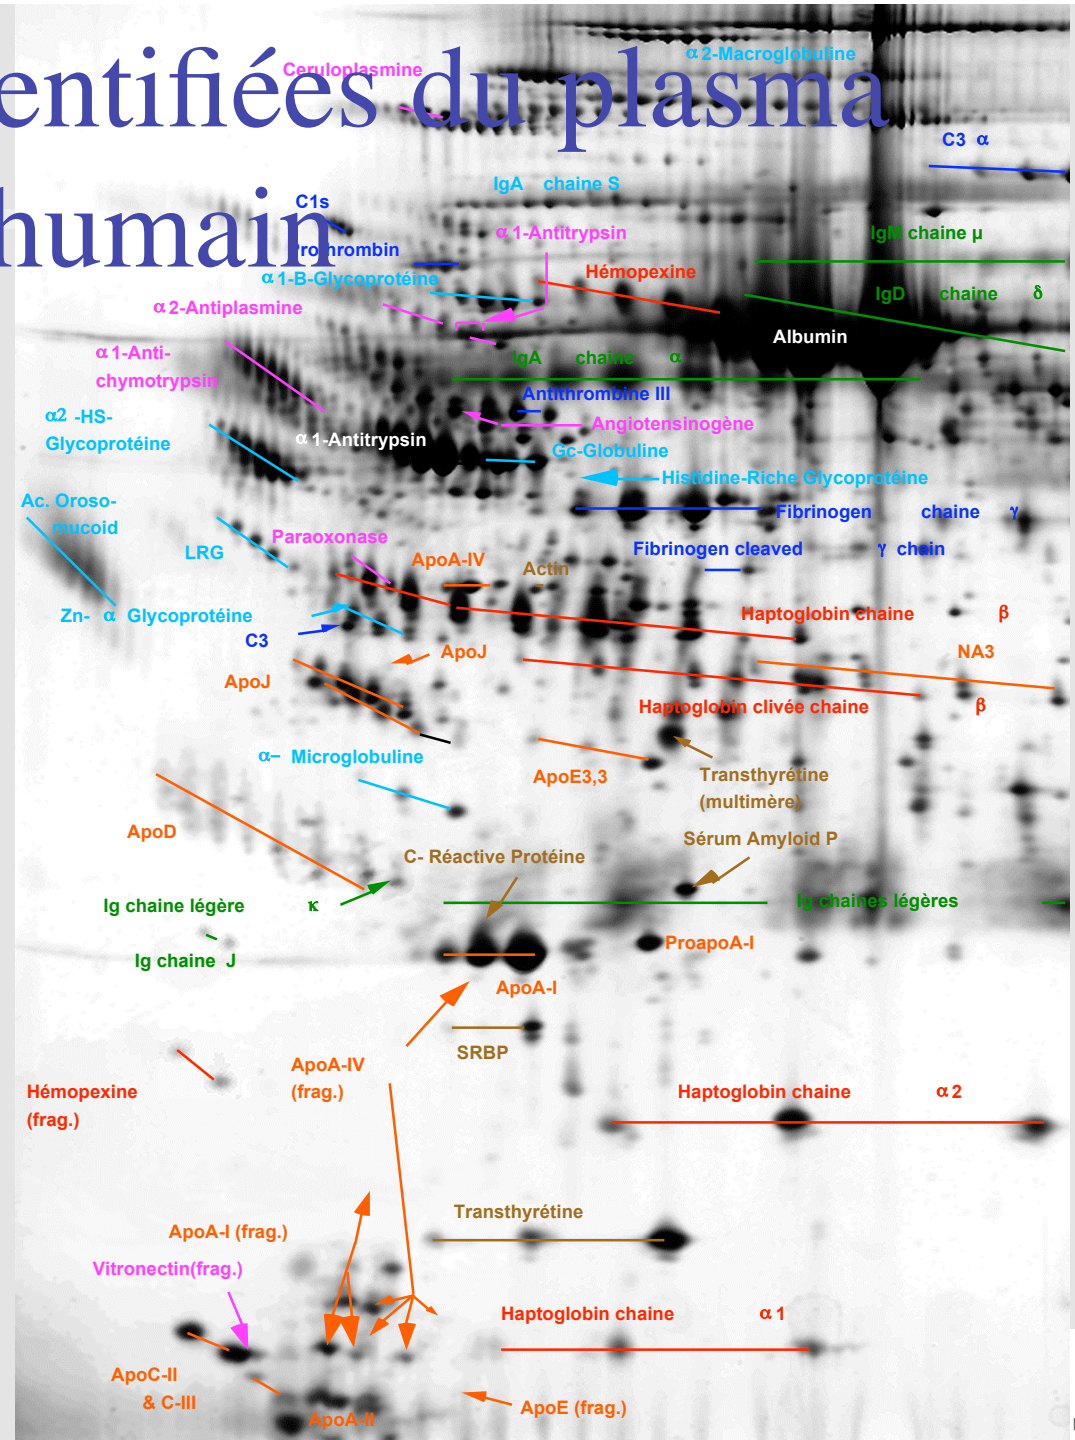 entifiées du plasma
humain
Ceruloplasmine
α2-Macroglobuline
C3 α
IgA chaine S
C1s
α1-Antitrypsin
IgM chaine µ
Prothrombin
α1-B-Glycoprotéine
Hémopexine
IgD chaine δ
α2-Antiplasmine
Albumin
α1-Anti-
chymotrypsin
IgA chaine α
Antithrombine III
α2 -HS-
Glycoprotéine
α1-Antitrypsin
Angiotensinogène
Gc-Globuline
Histidine-Riche Glycoprotéine
Ac. Oroso-
mucoid
Fibrinogen chaine γ
Paraoxonase
LRG
Fibrinogen cleaved γ chain
ApoA-IV
Actin
Zn- α Glycoprotéine
Haptoglobin chaine β
C3
ApoJ
NA3
ApoJ
Haptoglobin clivée chaine β
α– Microglobuline
ApoE3,3
Transthyrétine
(multimère)
ApoD
Sérum Amyloid P
C- Réactive Protéine
Ig chaine légère κ
Ig chaines légères
Ig chaine J
ProapoA-I
ApoA-I
SRBP
ApoA-IV
(frag.)
Hémopexine
(frag.)
Haptoglobin chaine α2
Transthyrétine
ApoA-I (frag.)
Vitronectin(frag.)
Haptoglobin chaine α1
ApoC-II
& C-III
ApoE (frag.)
ApoA-II